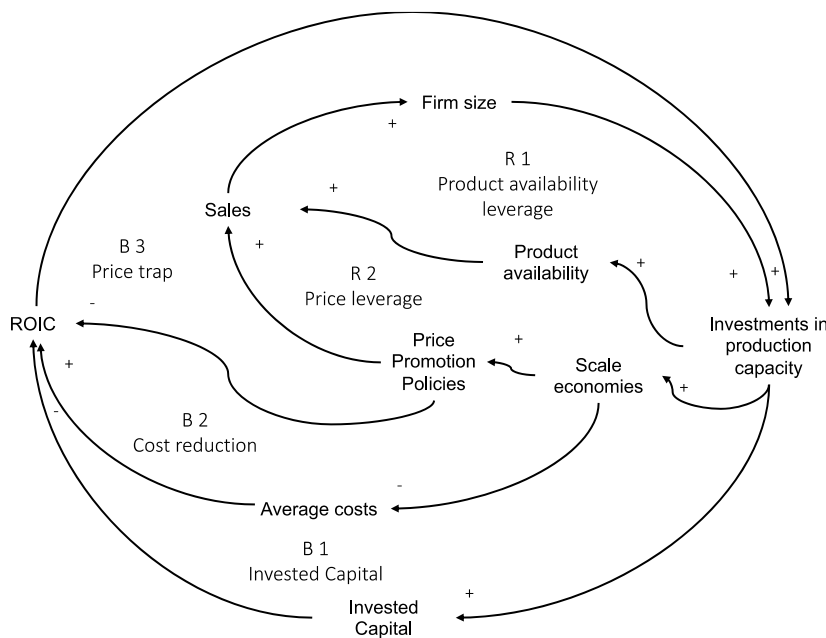 Firm size
+
R 1
Product availability
leverage
+
Sales
+
B 3
Price trap
Product
availability
+
+
+
R 2
Price leverage
-
ROIC
Investments in
production
capacity
Price
Promotion
Policies
+
Scale
economies
+
+
-
B 2
Cost reduction
-
Average costs
B 1
Invested Capital
+
Invested
Capital